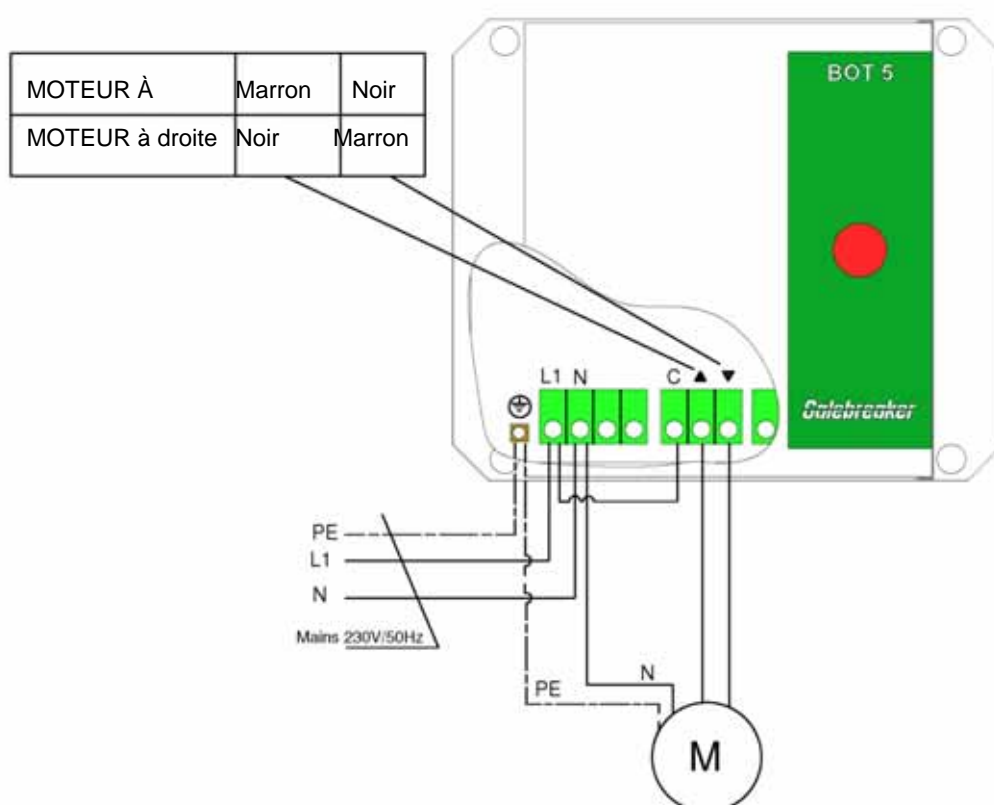 MOTEUR À Marron Noir
MOTEUR à droite Noir Marron
BOT 5
L1 N C ▲ ▼
Galebreaker
PE
L1
N
Mains 230V/50Hz
N
PE
M